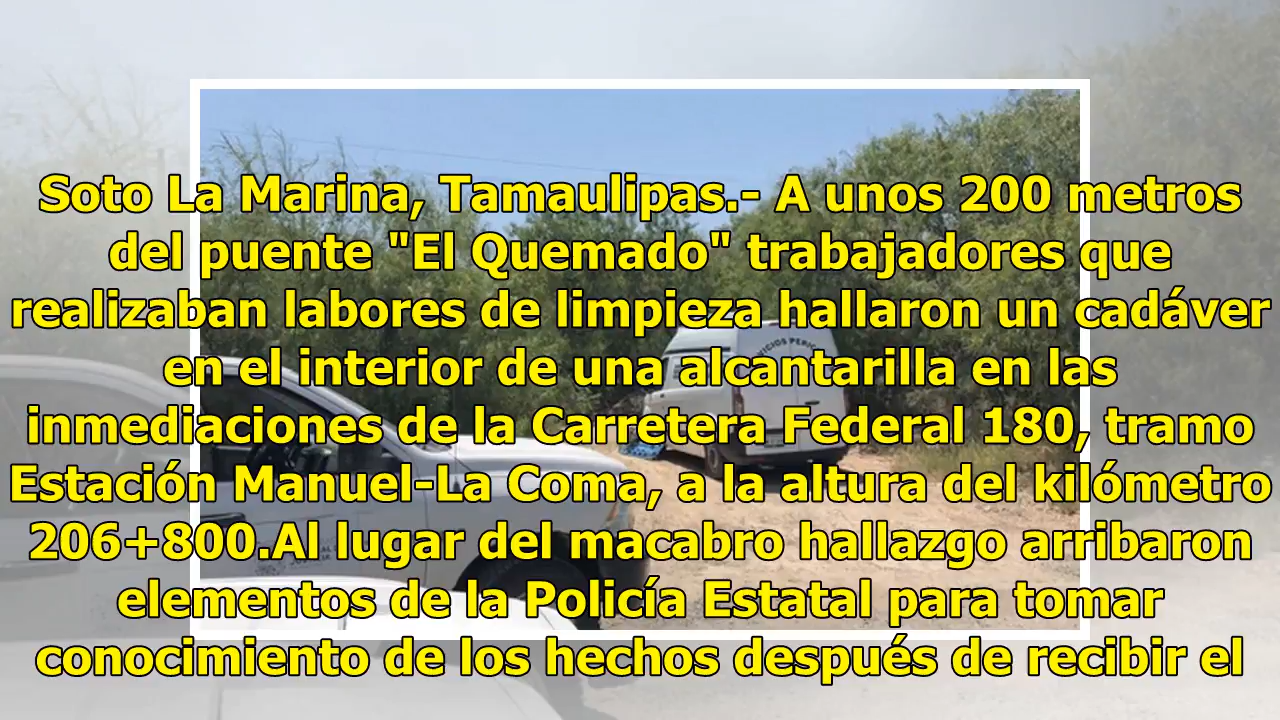 Soto La Marina, Tamaulipas.- A unos 200 metros
del puente "El Quemado" trabajadores que
realizaban labores de limpieza hallaron un cadáver
en el interior de una alcantarilla en las
inmediaciones de la Carretera Federal 180, tramo
Estación Manuel-La Coma, a la altura del kilómetro
206+800.Al lugar del macabro hallazgo arribaron
elementos de la Policía Estatal para tomar
conocimiento de los hechos después de recibir el